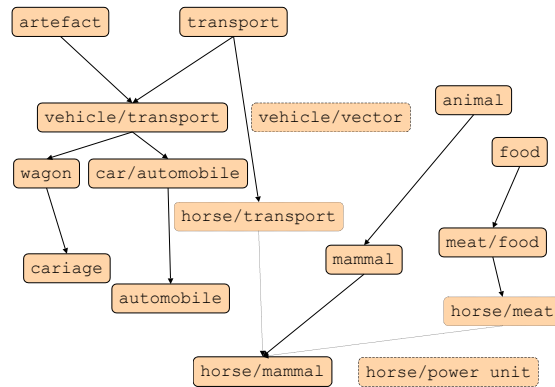 artefact
transport
vehicle/transport
vehicle/vector
animal
food
wagon
car/automobile
horse/transport
meat/food
cariage
mammal
automobile
horse/meat
horse/mammal
horse/power unit